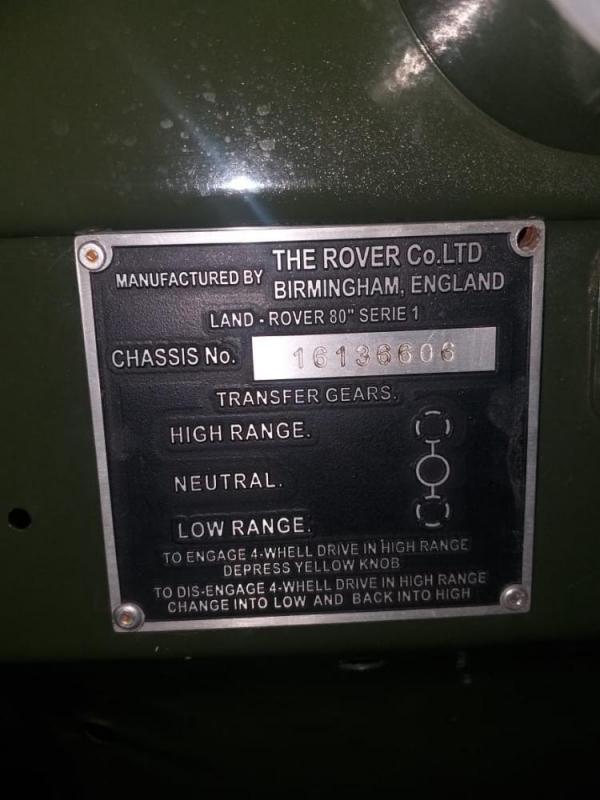 MANUFACTURED BY THE ROVER Co.LTD
BIRMINGHAM, ENGLAND
LAND - ROVER 80" SERIE 1
CHASSIS No. 16136606
TRANSFER GEARS.
HIGH RANGE.
NEUTRAL.
LOW RANGE.
TO ENGAGE 4-WHELL DRIVE IN HIGH RANGE
DEPRESS YELLOW KNOB
TO DIS-ENGAGE 4-WHELL DRIVE IN HIGH RANGE
CHANGE INTO LOW AND BACK INTO HIGH